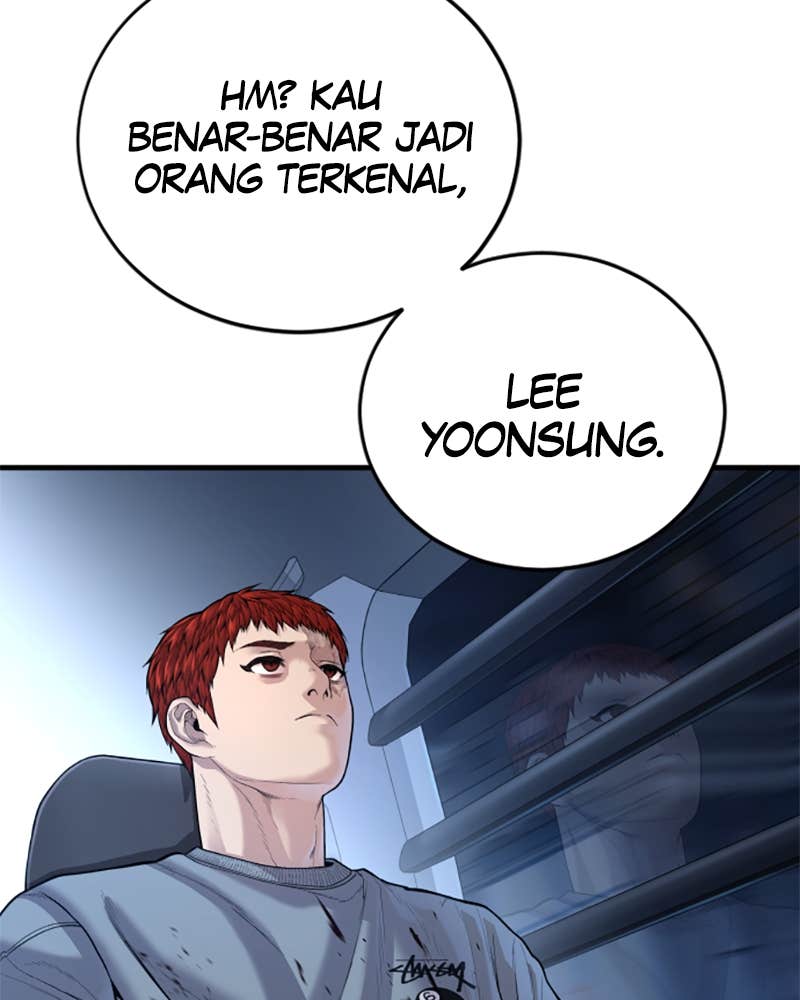 HM? KAU
BENAR-BENAR JADI
ORANG TERKENAL,
LEE
YOONSUNG.